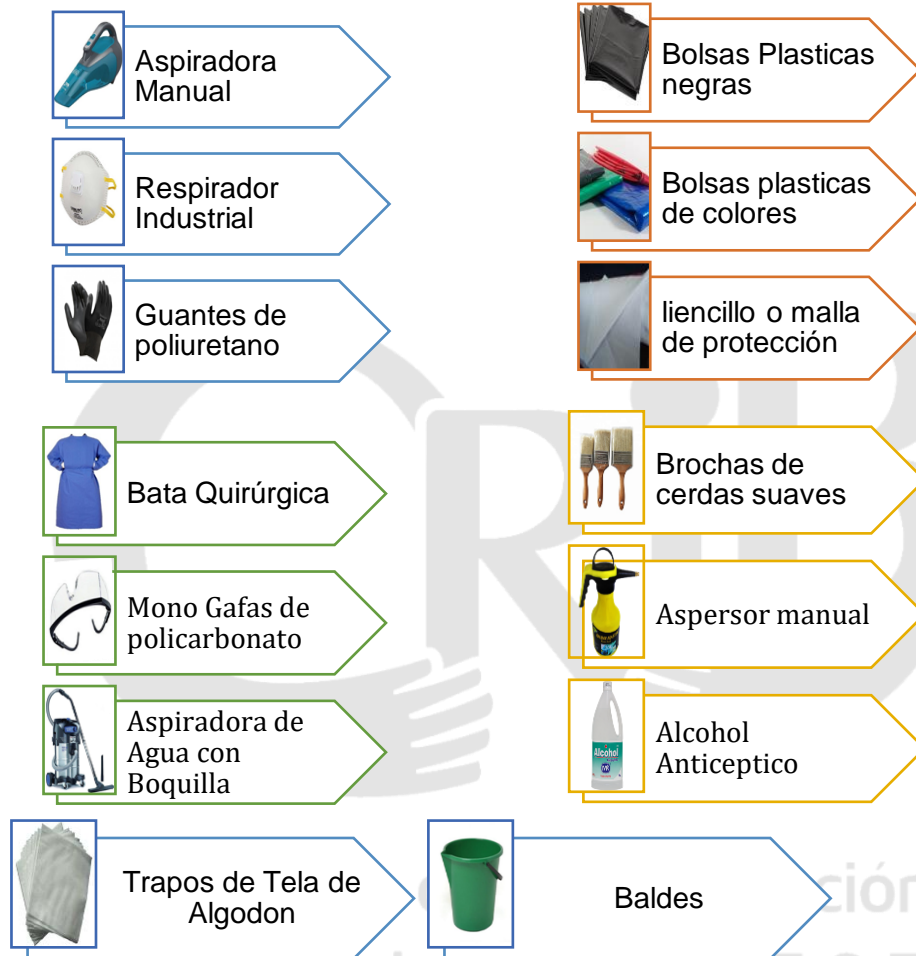 Aspiradora
Manual
Respirador
Industrial
Guantes de
poliuretano
Bolsas Plasticas
negras
Bolsas plasticas
de colores
liencillo o malla
de protección
Bata Quirúrgica
Mono Gafas de
policarbonato
Aspiradora de
Agua con
Boquilla
Brochas de
cerdas suaves
Aspersor manual
Alcohol
Alcohol
Anticeptico
Trapos de Tela de
Algodon
Baldes
ción